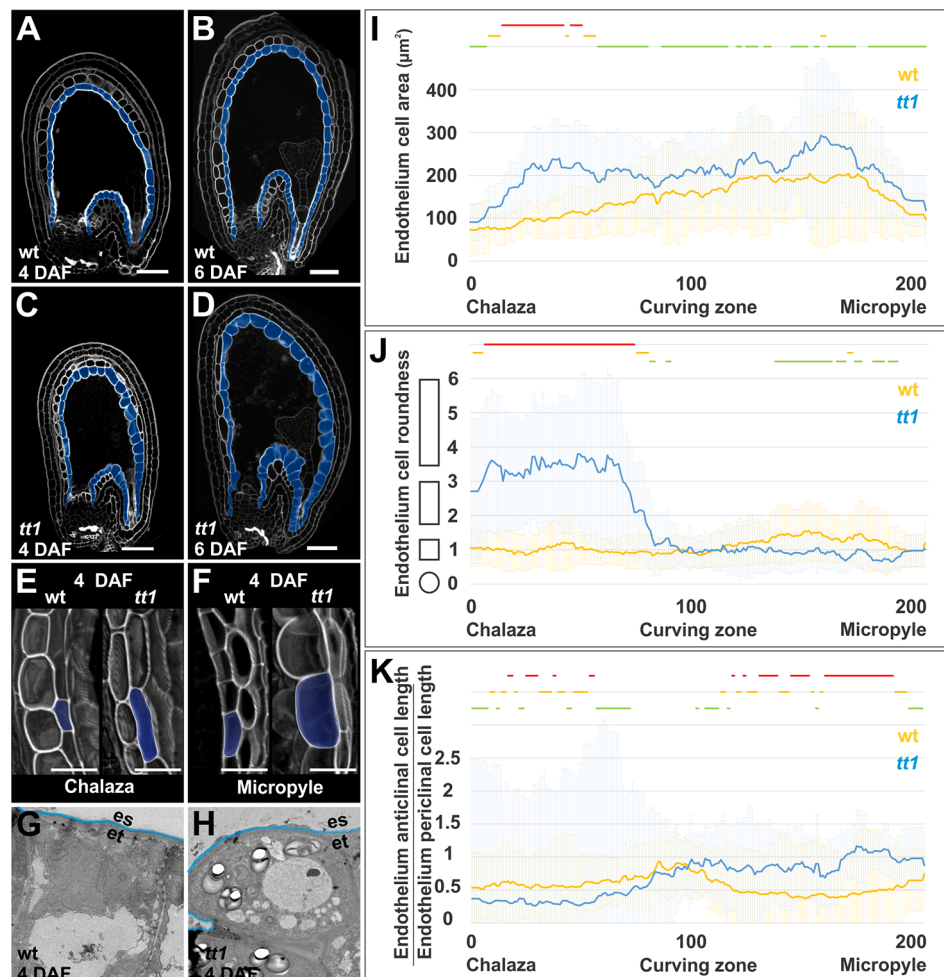 A
wt
4 DAF
B
wt
6 DAF
C
tt1
4 DAF
D
tt1
6 DAF
4 DAF
E
wt
tt1
Chalaza
4 DAF
F
wt
tt1
Micropyle
G
es
et
wt
4 DAF
H
es
et
tt1
4 DAF
I
Endothelium cell area (µm²)
400
300
200
100
0
wt
tt1
0
100
200
Chalaza
Curving zone
Micropyle
J
Endothelium cell roundness
6
5
4
3
2
1
0
wt
tt1
0
100
200
Chalaza
Curving zone
Micropyle
K
Endothelium anticlinal cell length
Endothelium periclinal cell length
2.5
2
1.5
1
0.5
0
wt
tt1
0
100
200
Chalaza
Curving zone
Micropyle